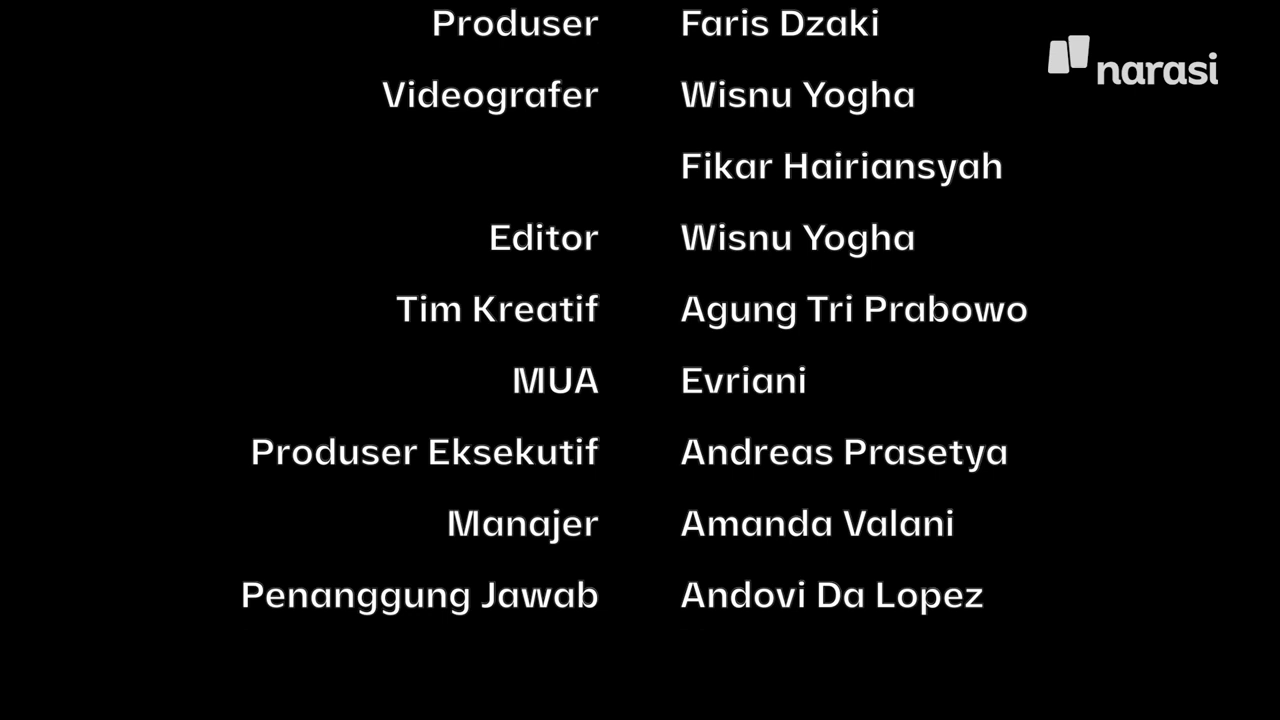 Produser Faris Dzaki
narasi
Videografer Wisnu Yogha
Fikar Hairiansyah
Editor Wisnu Yogha
Tim Kreatif Agung Tri Prabowo
MUA Evriani
Produser Eksekutif Andreas Prasetya
Manajer Amanda Valani
Penanggung Jawab Andovi Da Lopez